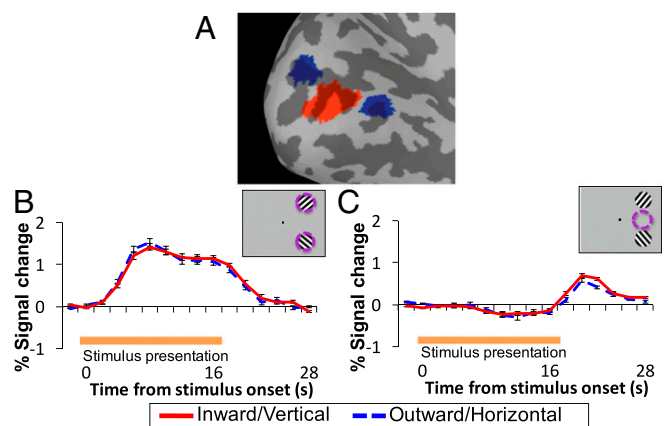 A
B
C
2
1
0
-1
% Signal change
Stimulus presentation
0
16
28
Time from stimulus onset (s)
2
1
0
-1
% Signal change
Stimulus presentation
0
16
28
Time from stimulus onset (s)
Inward/Vertical
Outward/Horizontal